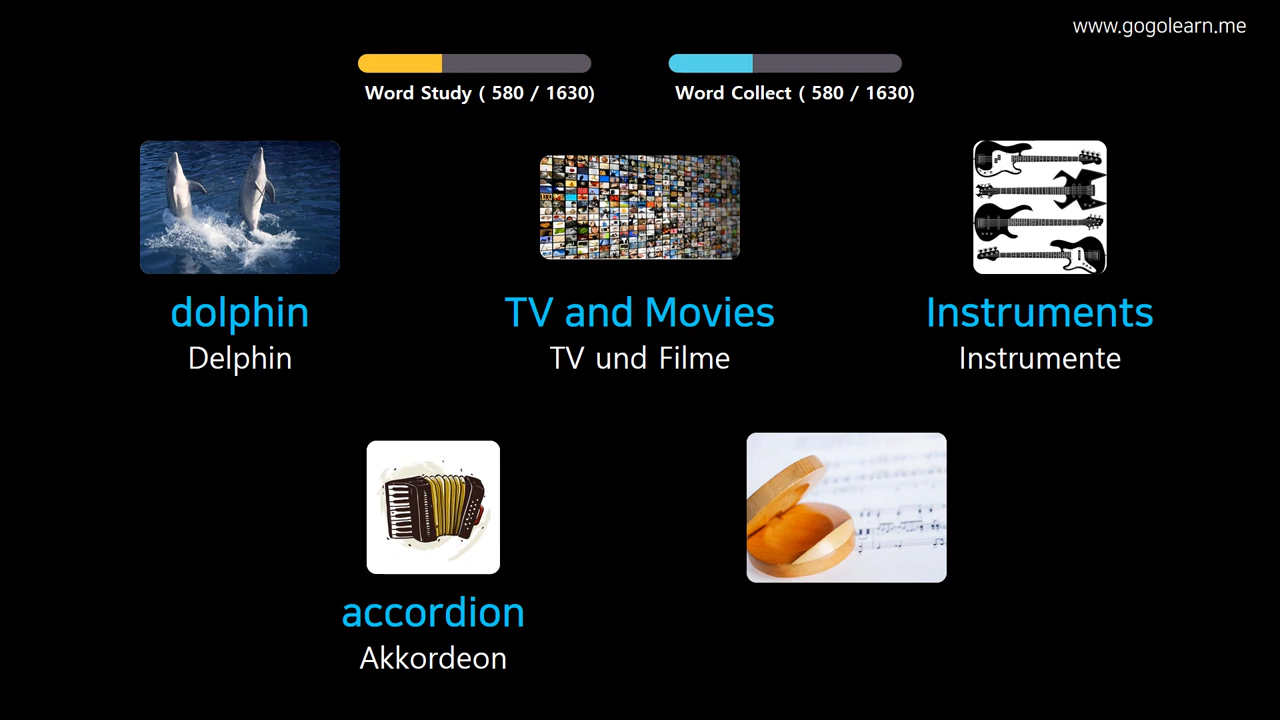 www.gogolearn.me
Word Study ( 580 / 1630)
Word Collect ( 580 / 1630)
dolphin
Delphin
TV and Movies
TV und Filme
Instruments
Instrumente
accordion
Akkordeon